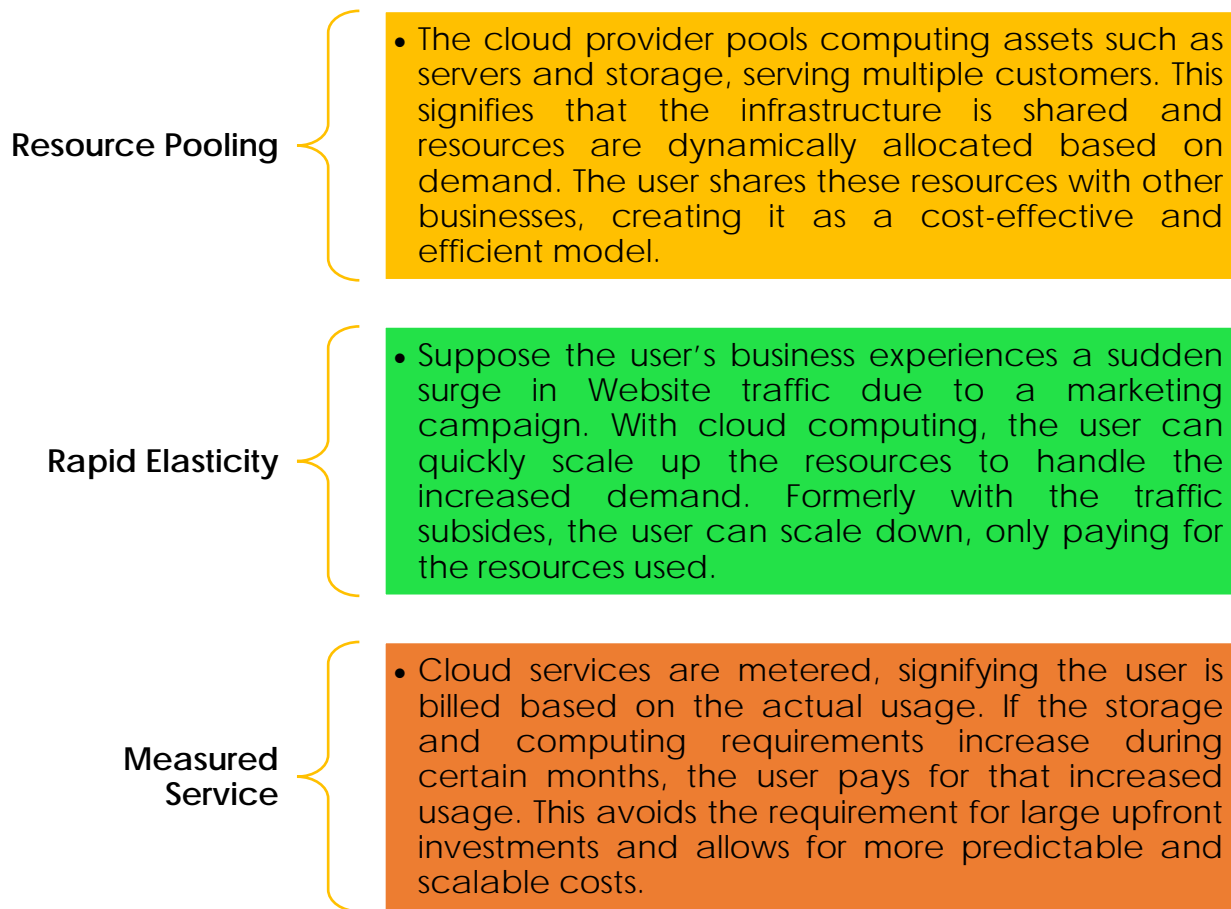 Resource Pooling
• The cloud provider pools computing assets such as
servers and storage, serving multiple customers. This
signifies that the infrastructure is shared and
resources are dynamically allocated based on
demand. The user shares these resources with other
businesses, creating it as a cost-effective and
efficient model.
Rapid Elasticity
• Suppose the user’s business experiences a sudden
surge in Website traffic due to a marketing
campaign. With cloud computing, the user can
quickly scale up the resources to handle the
increased demand. Formerly with the traffic
subsides, the user can scale down, only paying for
the resources used.
Measured
Service
• Cloud services are metered, signifying the user is
billed based on the actual usage. If the storage
and computing requirements increase during
certain months, the user pays for that increased
usage. This avoids the requirement for large upfront
investments and allows for more predictable and
scalable costs.